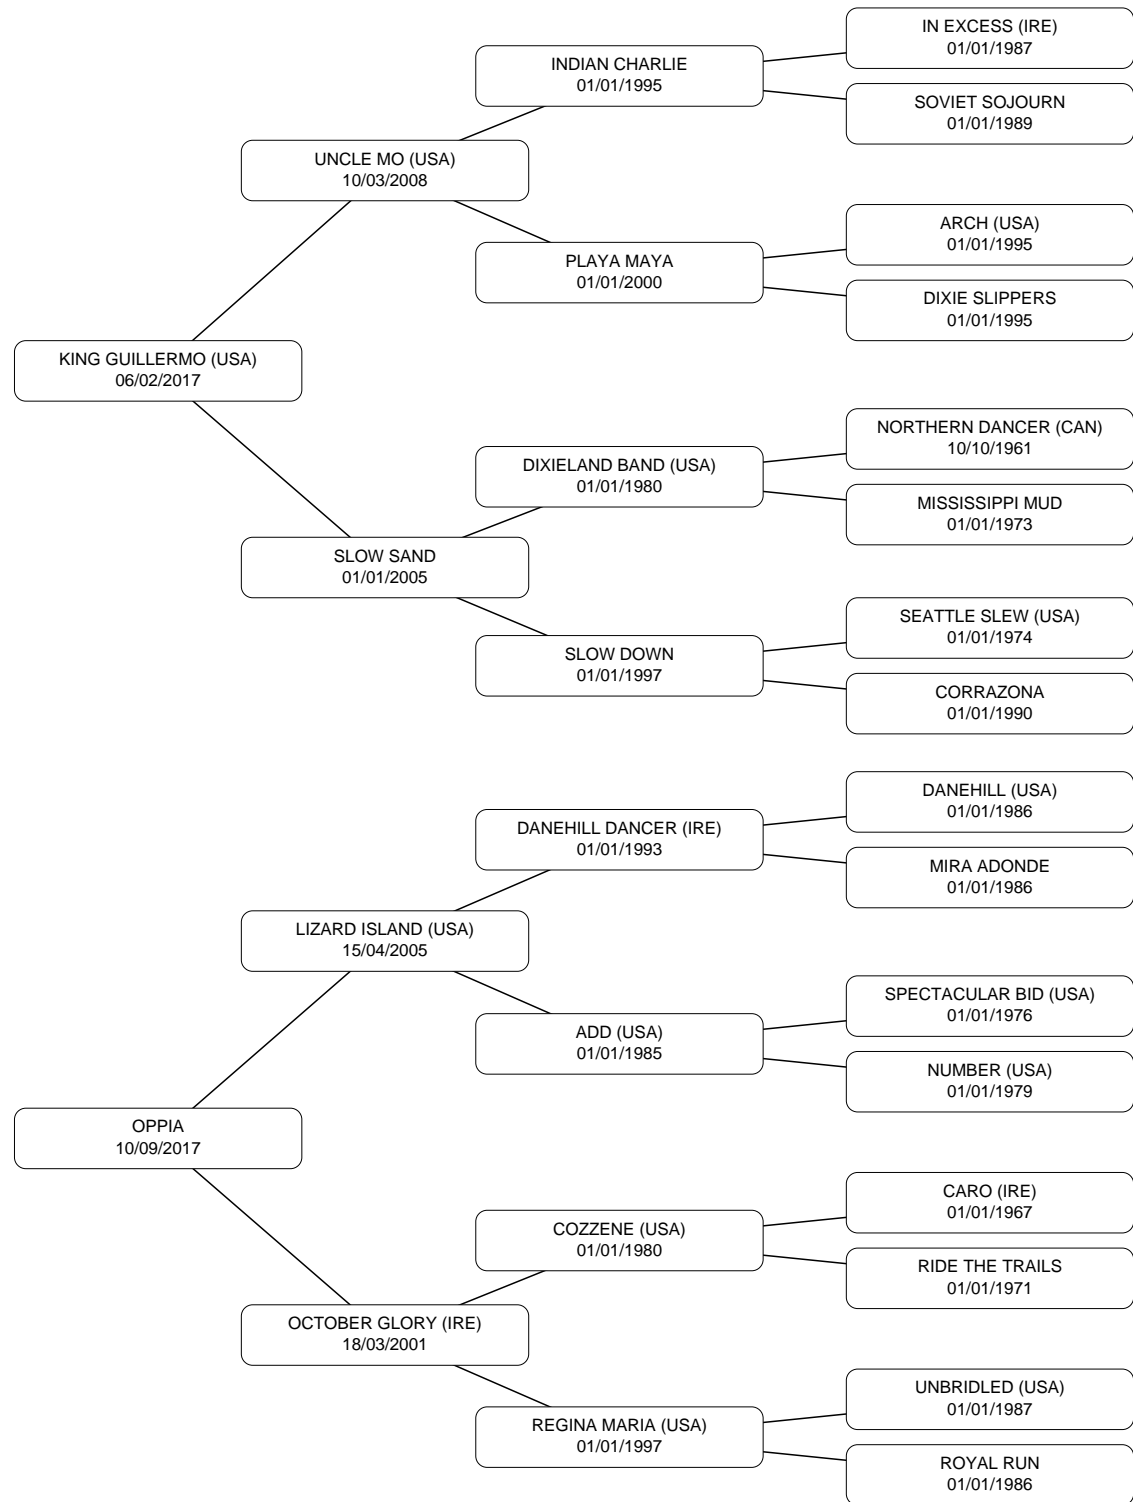 IN EXCESS (IRE)
01/01/1987
INDIAN CHARLIE
01/01/1995
SOVIET SOJOURN
01/01/1989
UNCLE MO (USA)
10/03/2008
ARCH (USA)
01/01/1995
PLAYA MAYA
01/01/2000
DIXIE SLIPPERS
01/01/1995
KING GUILLERMO (USA)
06/02/2017
NORTHERN DANCER (CAN)
10/10/1961
DIXIELAND BAND (USA)
01/01/1980
MISSISSIPPI MUD
01/01/1973
SLOW SAND
01/01/2005
SEATTLE SLEW (USA)
01/01/1974
SLOW DOWN
01/01/1997
CORRAZONA
01/01/1990
DANEHILL (USA)
01/01/1986
DANEHILL DANCER (IRE)
01/01/1993
MIRA ADONDE
01/01/1986
LIZARD ISLAND (USA)
15/04/2005
SPECTACULAR BID (USA)
01/01/1976
ADD (USA)
01/01/1985
NUMBER (USA)
01/01/1979
OPPIA
10/09/2017
CARO (IRE)
01/01/1967
COZZENE (USA)
01/01/1980
RIDE THE TRAILS
01/01/1971
OCTOBER GLORY (IRE)
18/03/2001
UNBRIDLED (USA)
01/01/1987
REGINA MARIA (USA)
01/01/1997
ROYAL RUN
01/01/1986